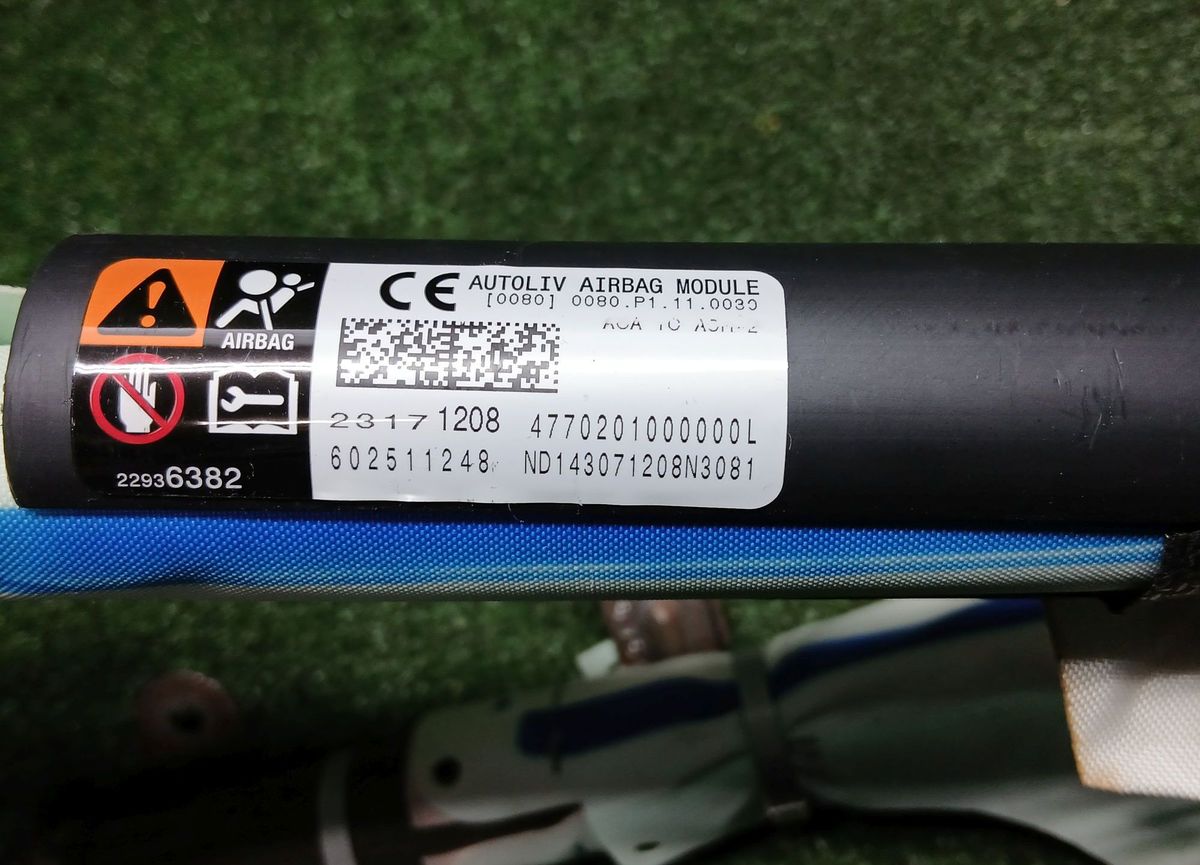 AIRBAG
22936382
CE AUTOLIV AIRBAG MODULE
[0080] 0080.P1.11.0030
23171208 4770201000000L
602511248 ND143071208N3081